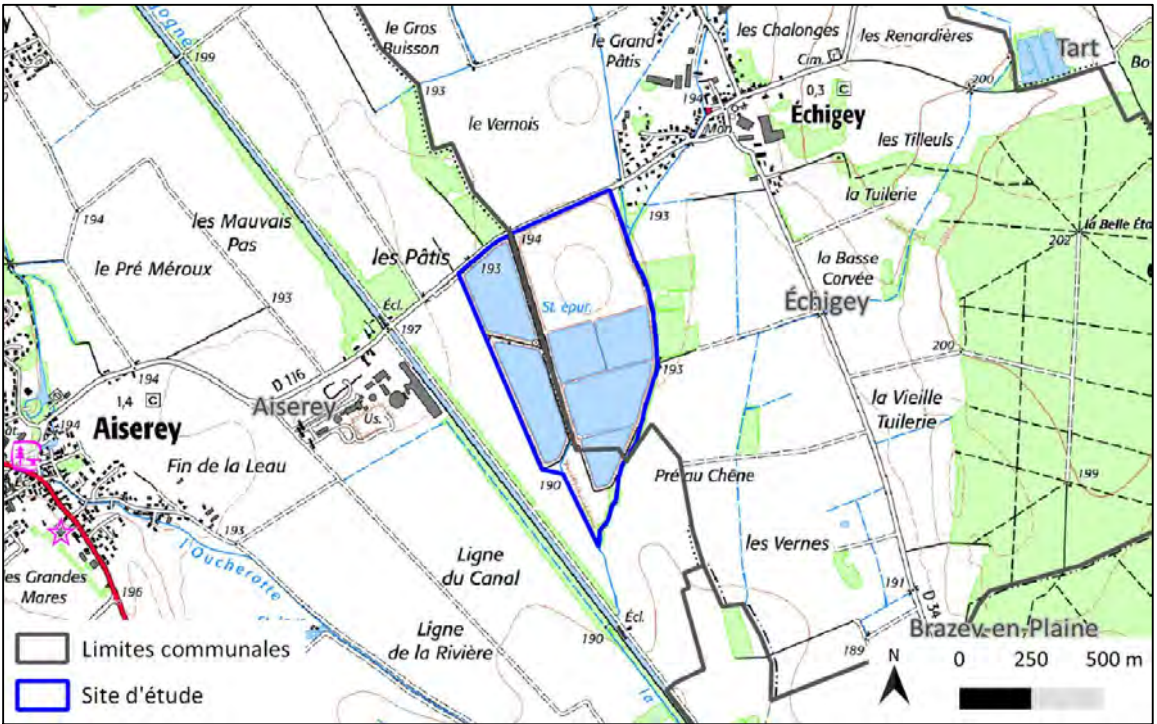 le Gros
Buisson
le Grand
Pâtis
les Chalonges
les Renardières
Tart
199
193
le Vernois
Cim.
0,3 C
194
Mon.
Échigey
200
les Tilleuls
la Tuilerie
194
les Mauvais
Pas
le Pré Méroux
les Pâtis
194
193
193
la Belle Éto
202
la Basse
Corvée
Échigey
193
Écl.
197
St. épur.
193
200
194
D 116
1,4 C
Aiserey
Aiserey
Us.
la Vieille
Tuilerie
194
Fin de la Leau
190
Pré au Chêne
199
193
l'Oucherotte
Ligne
du Canal
les Vernes
es Grandes
Mares
196
191
D 34
190
Écl.
Ligne
de la Rivière
189
Brazey-en-Plaine
la
Limites communales
Site d'étude
N
0 250 500 m